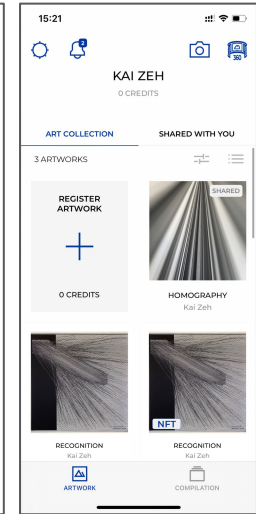 15:21
2
360
KAI ZEH
0 CREDITS
ART COLLECTION
SHARED WITH YOU
3 ARTWORKS
REGISTER
ARTWORK
0 CREDITS
SHARED
HOMOGRAPHY
Kai Zeh
RECOGNITION
Kai Zeh
NFT
RECOGNITION
Kai Zeh
ARTWORK
COMPILATION